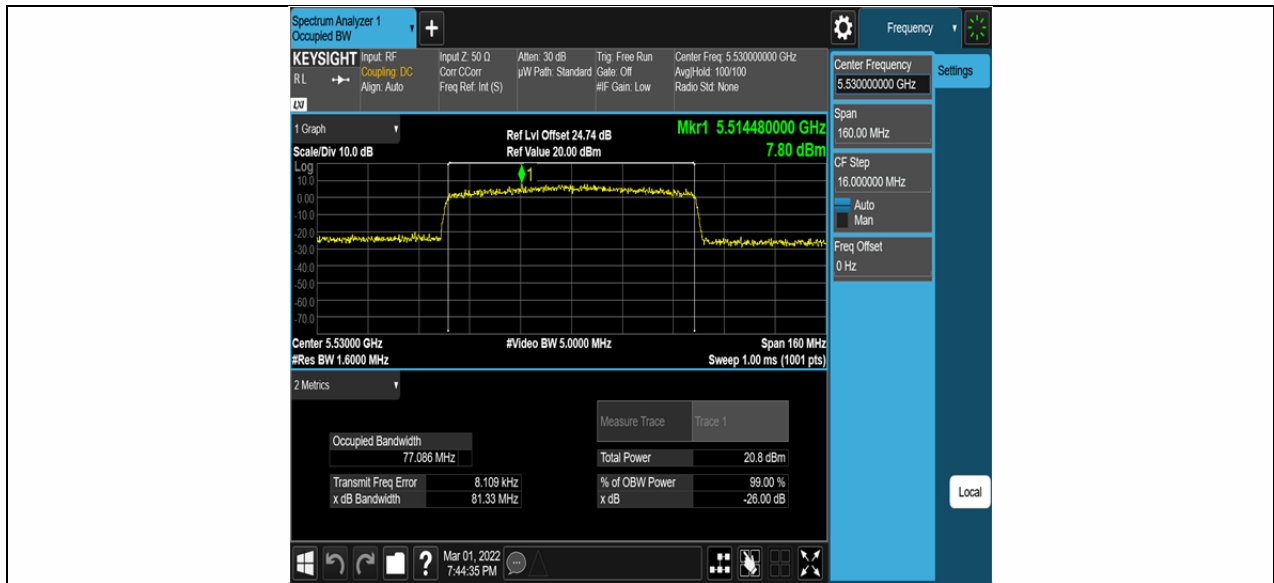 Spectrum Analyzer 1
Occupied BW
+
Frequency
KEYSIGHT
RL
LXI
Input: RF
Coupling: DC
Align: Auto
Input Z: 50 Ω
Corr CCorr
Freq Ref: Int (S)
Atten: 30 dB
µW Path: Standard
Trig: Free Run
Gate: Off
#IF Gain: Low
Center Freq: 5.530000000 GHz
Avg|Hold: 100/100
Radio Std: None
Center Frequency
5.530000000 GHz
Settings
Span
160.00 MHz
CF Step
16.000000 MHz
Auto
Man
Freq Offset
0 Hz
Local
1 Graph
Scale/Div 10.0 dB
Ref Lvl Offset 24.74 dB
Ref Value 20.00 dBm
Mkr1 5.514480000 GHz
7.80 dBm
Log
10.0
0.00
-10.0
-20.0
-30.0
-40.0
-50.0
-60.0
-70.0
1
Center 5.53000 GHz
#Video BW 5.0000 MHz
Span 160 MHz
#Res BW 1.6000 MHz
Sweep 1.00 ms (1001 pts)
2 Metrics
Measure Trace
Trace 1
Occupied Bandwidth
77.086 MHz
Total Power
20.8 dBm
Transmit Freq Error
8.109 kHz
% of OBW Power
99.00 %
x dB Bandwidth
81.33 MHz
x dB
-26.00 dB
?
Mar 01, 2022
7:44:35 PM